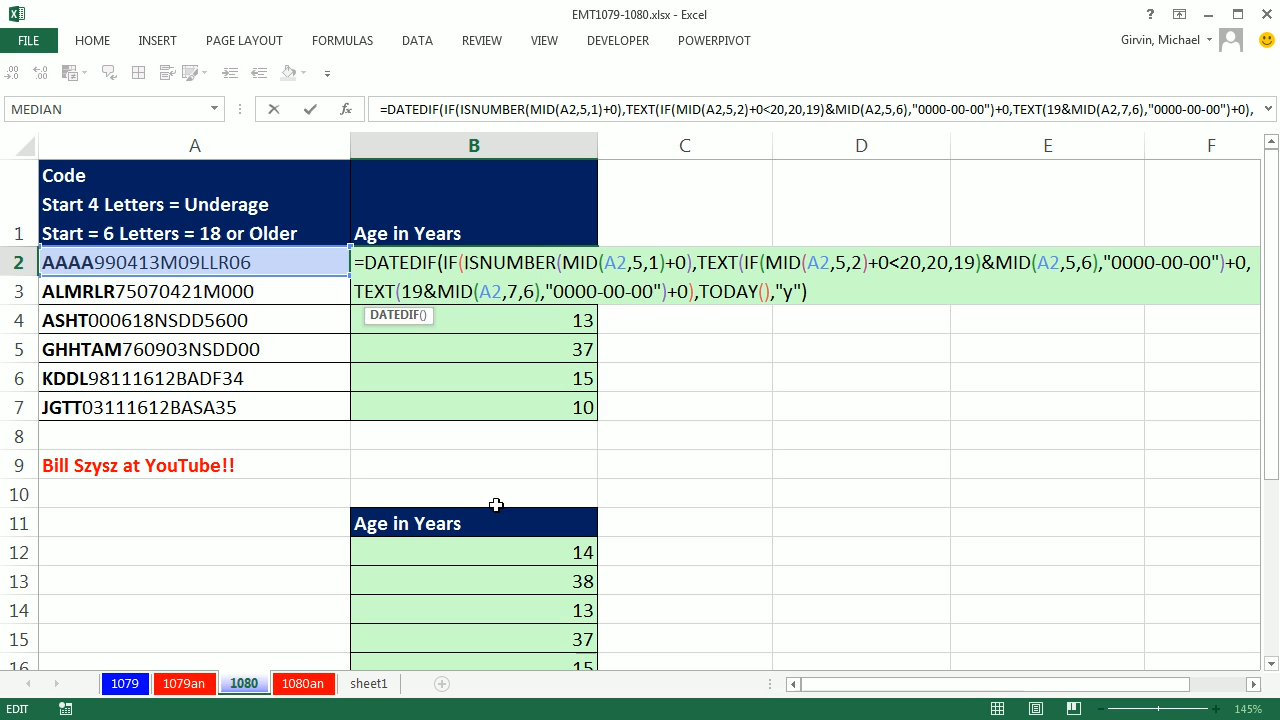 EMT1079-1080.xlsx - Excel
?
FILE HOME INSERT PAGE LAYOUT FORMULAS DATA REVIEW VIEW DEVELOPER POWERPIVOT Girvin, Michael
MEDIAN fx =DATEDIF(IF(ISNUMBER(MID(A2,5,1)+0),TEXT(IF(MID(A2,5,2)+0<20,20,19)&MID(A2,5,6),"0000-00-00")+0,TEXT(19&MID(A2,7,6),"0000-00-00")+0),
A B C D E F
Code
Start 4 Letters = Underage
1 Start = 6 Letters = 18 or Older Age in Years
2 AAAA990413M09LLR06 =DATEDIF(IF(ISNUMBER(MID(A2,5,1)+0),TEXT(IF(MID(A2,5,2)+0<20,20,19)&MID(A2,5,6),"0000-00-00")+0,
3 ALMRLR75070421M000 TEXT(19&MID(A2,7,6),"0000-00-00")+0),TODAY(),"y")
DATEDIF()
4 ASHT000618NSDD5600 13
5 GHHTAM760903NSDD00 37
6 KDDL98111612BADF34 15
7 JGTT03111612BASA35 10
8
9 Bill Szysz at YouTube!!
10
11 Age in Years
12 14
13 38
14 13
15 37
16 15
1079 1079an 1080 1080an sheet1
EDIT 145%